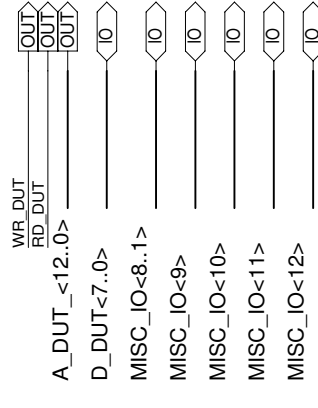 WR_DUT OUT
RD_DUT OUT
A_DUT_<12..0> OUT
D_DUT<7..0> IO
MISC_IO<8..1> IO
MISC_IO<9> IO
MISC_IO<10> IO
MISC_IO<11> IO
MISC_IO<12> IO